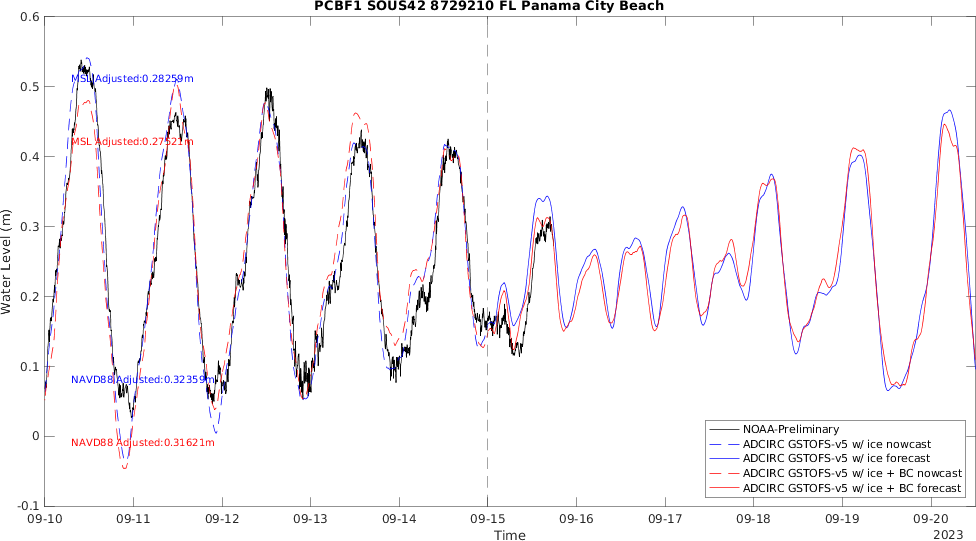 PCBF1 SOUS42 8729210 FL Panama City Beach
0.6
0.5
0.4
0.3
0.2
0.1
0
-0.1
Water Level (m)
MSL Adjusted:0.28259m
MSL Adjusted:0.27521m
NAVD88 Adjusted:0.32359m
NAVD88 Adjusted:0.31621m
NOAA-Preliminary
ADCIRC GSTOFS-v5 w/ ice nowcast
ADCIRC GSTOFS-v5 w/ ice forecast
ADCIRC GSTOFS-v5 w/ ice + BC nowcast
ADCIRC GSTOFS-v5 w/ ice + BC forecast
09-10 09-11 09-12 09-13 09-14 09-15 09-16 09-17 09-18 09-19 09-20
Time
2023